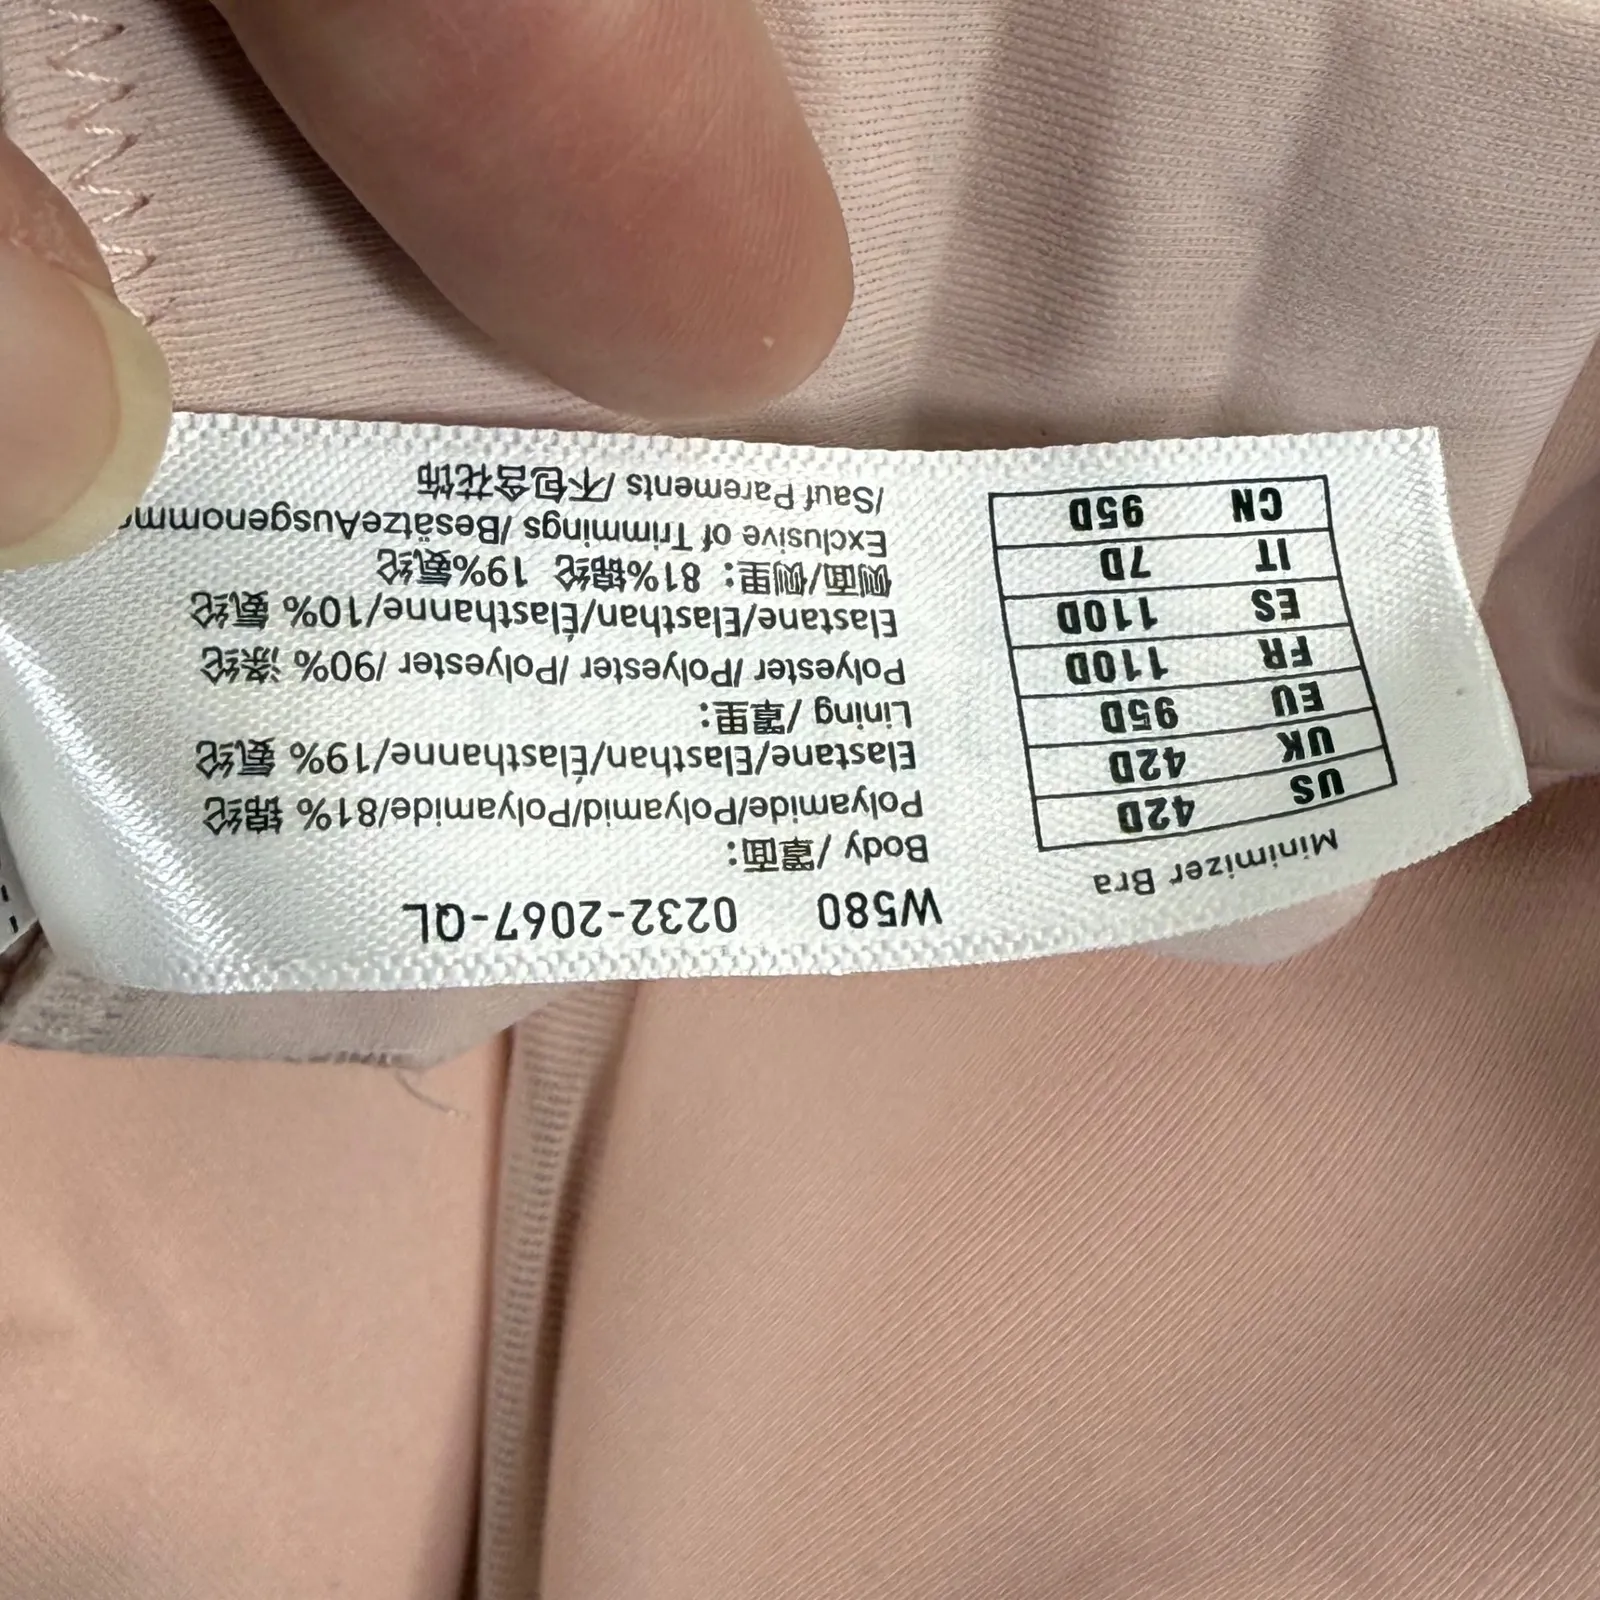 W580 0232-2067-QL
Body /罩面:
Polyamide/Polyamid/Polyamide/81% 锦纶
Elastane/Elasthan/Élasthanne/19% 氨纶
Lining /罩里:
Polyester /Polyester /Polyester /90% 涤纶
Elastane/Elasthan/Élasthanne/10% 氨纶
侧面/侧里: 81%锦纶 19%氨纶
Exclusive of Trimmings /BesätzeAusgenomm
/Sauf Parements /不包含花饰
Minimizer Bra
US 42D
UK 42D
EU 95D
FR 110D
ES 110D
IT 7D
CN 95D